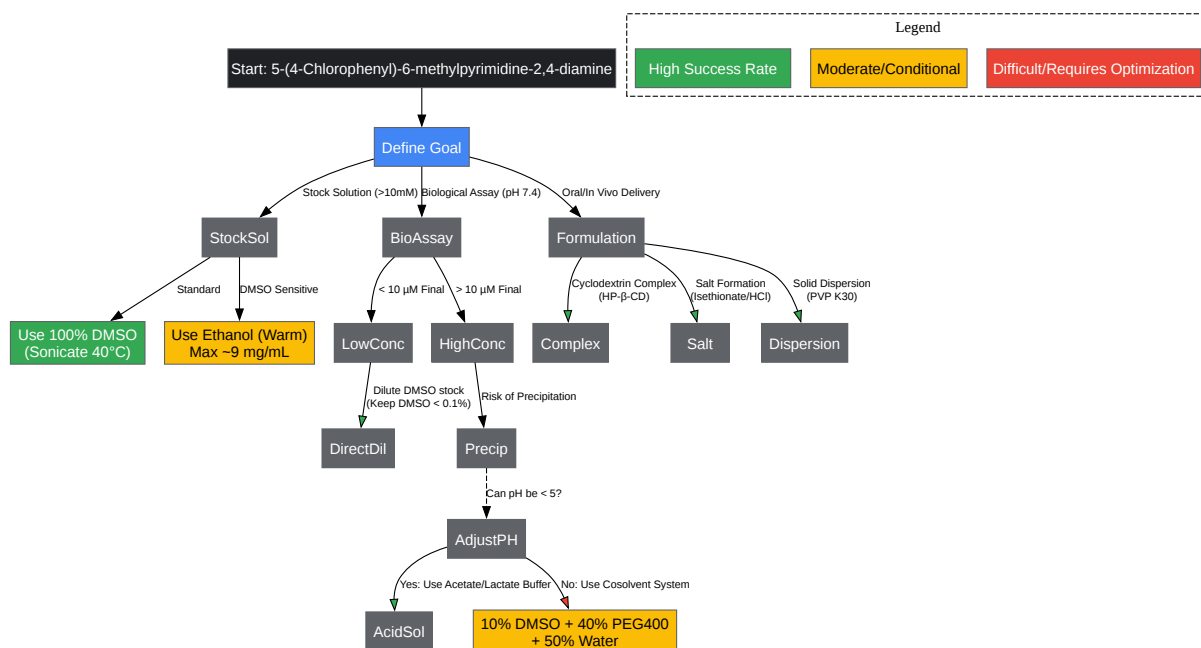 Legend
High Success Rate
Moderate/Conditional
Difficult/Requires Optimization
Start: 5-(4-Chlorophenyl)-6-methylpyrimidine-2,4-diamine
Define Goal
Stock Solution (>10mM)
Biological Assay (pH 7.4)
Oral/In Vivo Delivery
StockSol
BioAssay
Formulation
Standard
DMSO Sensitive
< 10 µM Final
> 10 µM Final
Cyclodextrin Complex
(HP-β-CD)
Salt Formation
(Isethionate/HCl)
Solid Dispersion
(PVP K30)
Use 100% DMSO
(Sonicate 40°C)
Use Ethanol (Warm)
Max ~9 mg/mL
LowConc
HighConc
Complex
Salt
Dispersion
Dilute DMSO stock
(Keep DMSO < 0.1%)
Risk of Precipitation
DirectDil
Precip
Can pH be < 5?
AdjustPH
Yes: Use Acetate/Lactate Buffer
No: Use Cosolvent System
AcidSol
10% DMSO + 40% PEG400
+ 50% Water